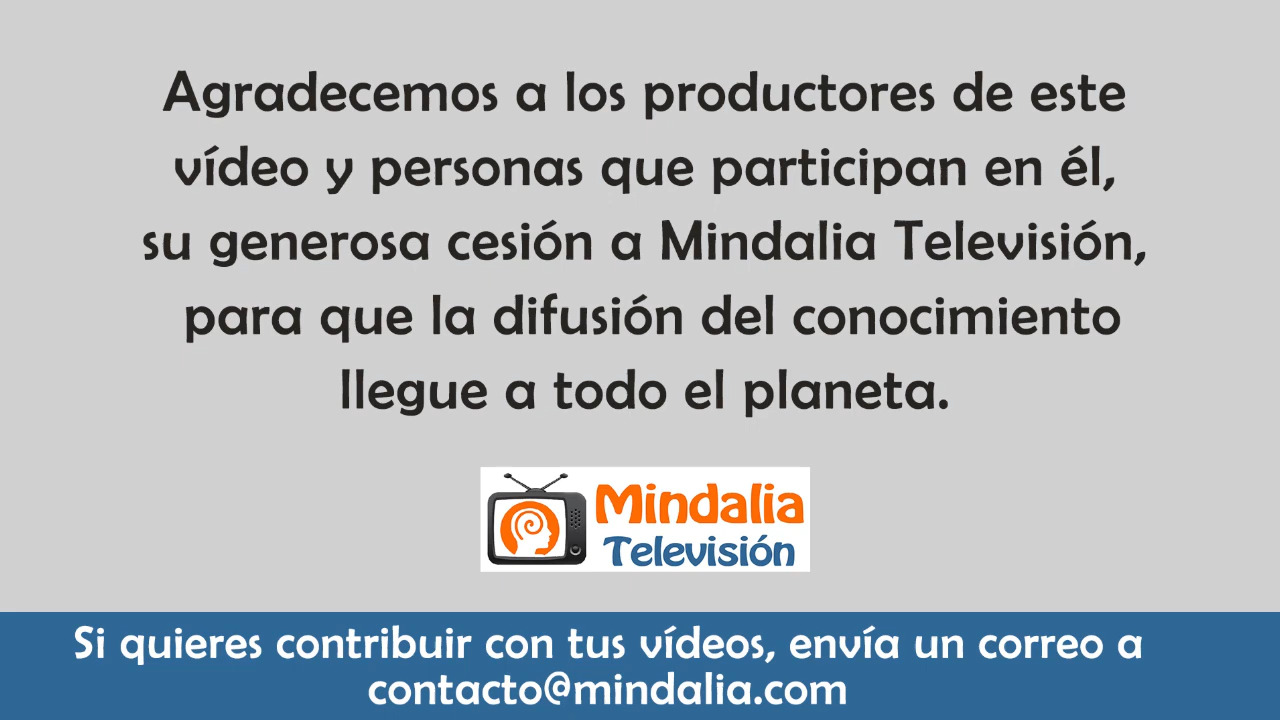 Agradecemos a los productores de este
vídeo y personas que participan en él,
su generosa cesión a Mindalia Televisión,
para que la difusión del conocimiento
llegue a todo el planeta.
Mindalia
Televisión
Si quieres contribuir con tus vídeos, envía un correo a
contacto@mindalia.com